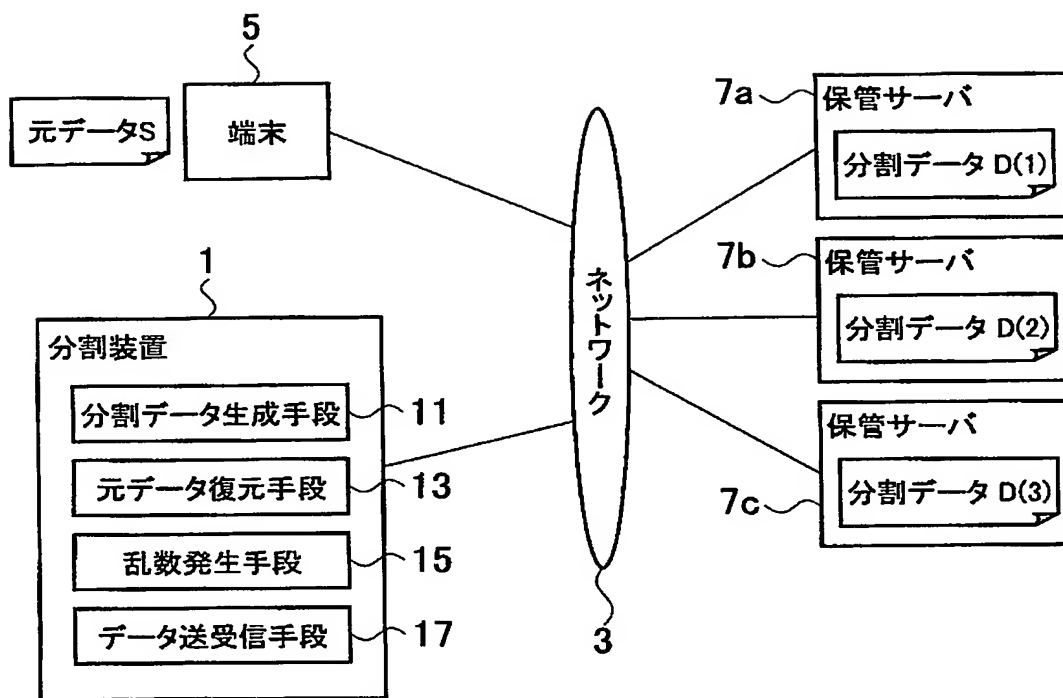 5
元データS
端末
1
分割装置
分割データ生成手段
11
元データ復元手段
13
乱数発生手段
15
データ送受信手段
17
ネットワーク
3
7a
保管サーバ
分割データ D(1)
7b
保管サーバ
分割データ D(2)
7c
保管サーバ
分割データ D(3)